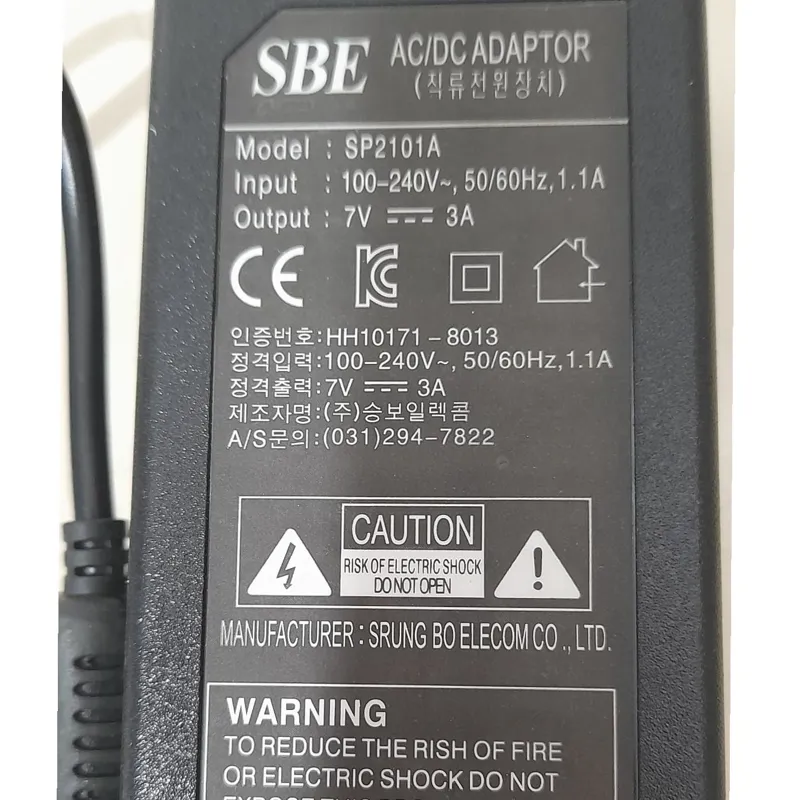 SBE AC/DC ADAPTOR
(직류전원장치)
Model : SP2101A
Input : 100-240V~, 50/60Hz, 1.1A
Output : 7V ⎓ 3A
CE
인증번호:HH10171-8013
정격입력:100-240V~, 50/60Hz, 1.1A
정격출력:7V ⎓ 3A
제조자명:(주)승보일렉콤
A/S문의:(031)294-7822
CAUTION
RISK OF ELECTRIC SHOCK
DO NOT OPEN
MANUFACTURER : SRUNG BO ELECOM CO., LTD.
WARNING
TO REDUCE THE RISH OF FIRE
OR ELECTRIC SHOCK DO NOT